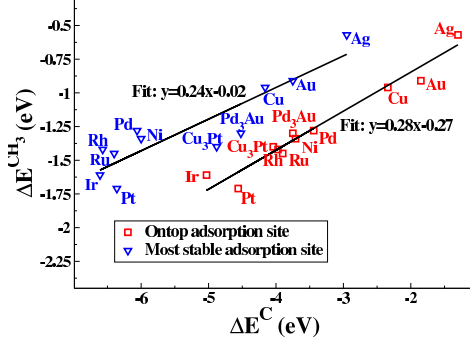 -0.5
-0.75
-1
-1.25
-1.5
-1.75
-2
-2.25
ΔE^CH3 (eV)
Ag
Fit: y=0.24x-0.02
Cu
Au
Pd
Ni
Rh
Ru
Ir
Pt
Cu3Pt
Pd3Au
Ag
Au
Cu
Fit: y=0.28x-0.27
Pd3Au
Pd
Ni
Cu3Pt
Rh
Ru
Ir
Pt
Ontop adsorption site
Most stable adsorption site
-6 -5 -4 -3 -2
ΔE^C (eV)